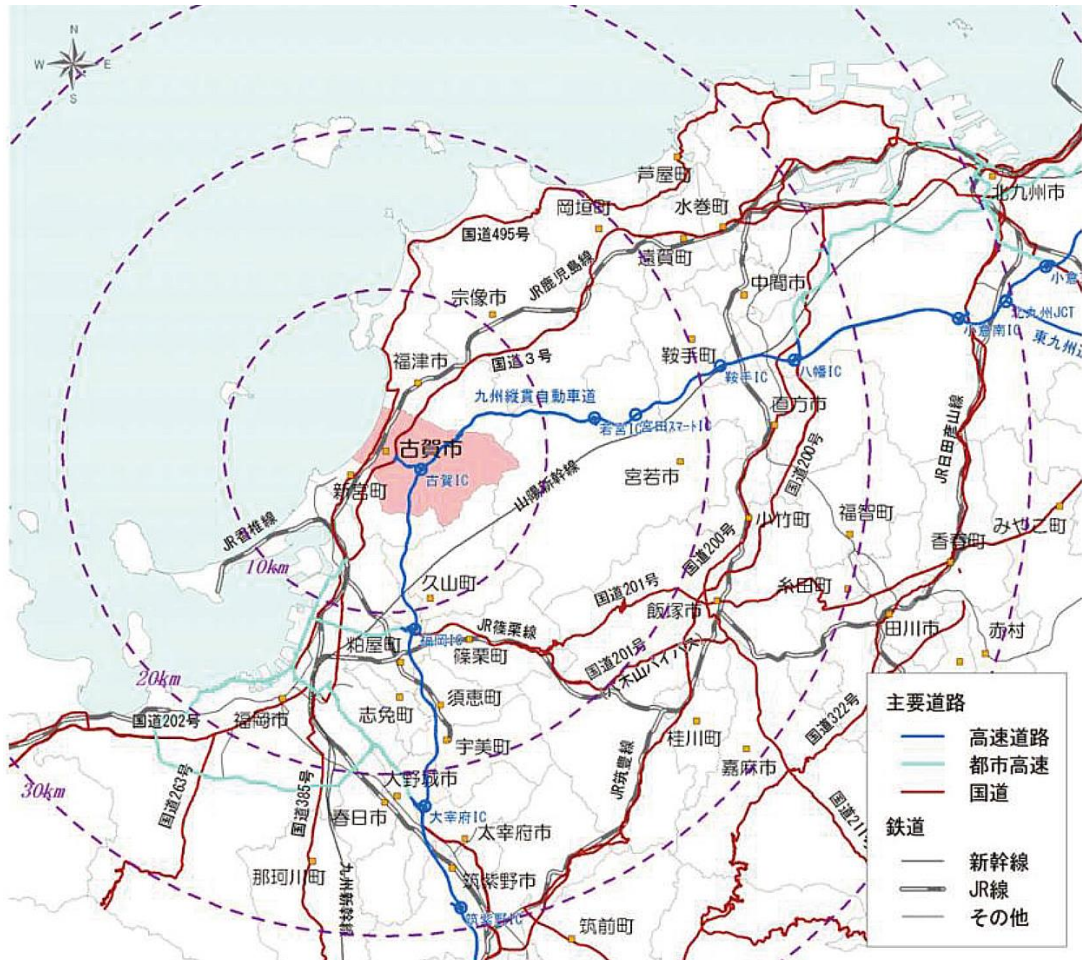 N
W
E
S
芦屋町
岡垣町
水巻町
北九州市
国道495号
遠賀町
JR鹿児島線
小倉
宗像市
中間市
北九州JCT
小倉南IC
東九州道
国道3号
鞍手町
福津市
鞍手IC
八幡IC
九州縦貫自動車道
直方市
若宮IC
宮田スマートIC
古賀市
古賀IC
国道200号
JR日田彦山線
新宮町
山陽新幹線
宮若市
小竹町
福智町
みやこ町
JR香椎線
香春町
国道200号
10km
久山町
国道201号
糸田町
飯塚市
田川市
赤村
粕屋町
福岡IC
JR篠栗線
篠栗町
国道201号
(八木山バイパス)
20km
国道202号
福岡市
志免町
須恵町
宇美町
桂川町
国道322号
嘉麻市
30km
国道263号
国道385号
大野城市
春日市
大宰府IC
太宰府市
JR筑豊線
国道211号
那珂川町
九州新幹線
筑紫野市
筑紫野IC
筑前町
主要道路
高速道路
都市高速
国道
鉄道
新幹線
JR線
その他